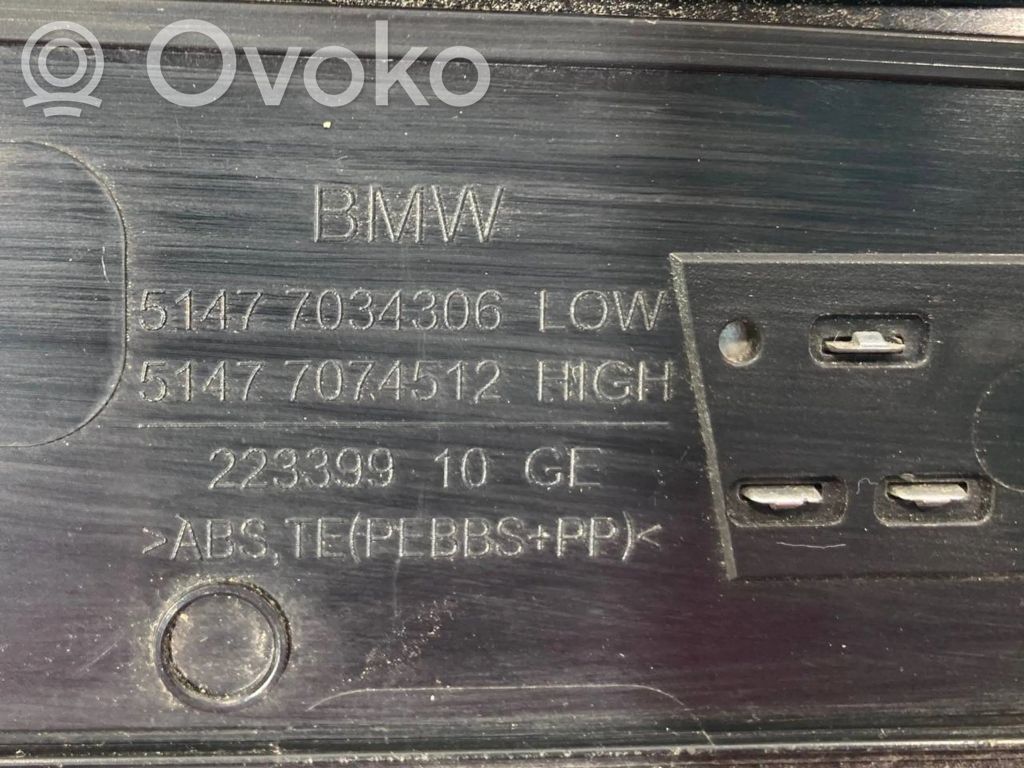 Ovoko
BMW
5147 7034306 LOW
5147 7074512 HIGH
223399 10 GE
>ABS,TE(PEBBS+PP)<